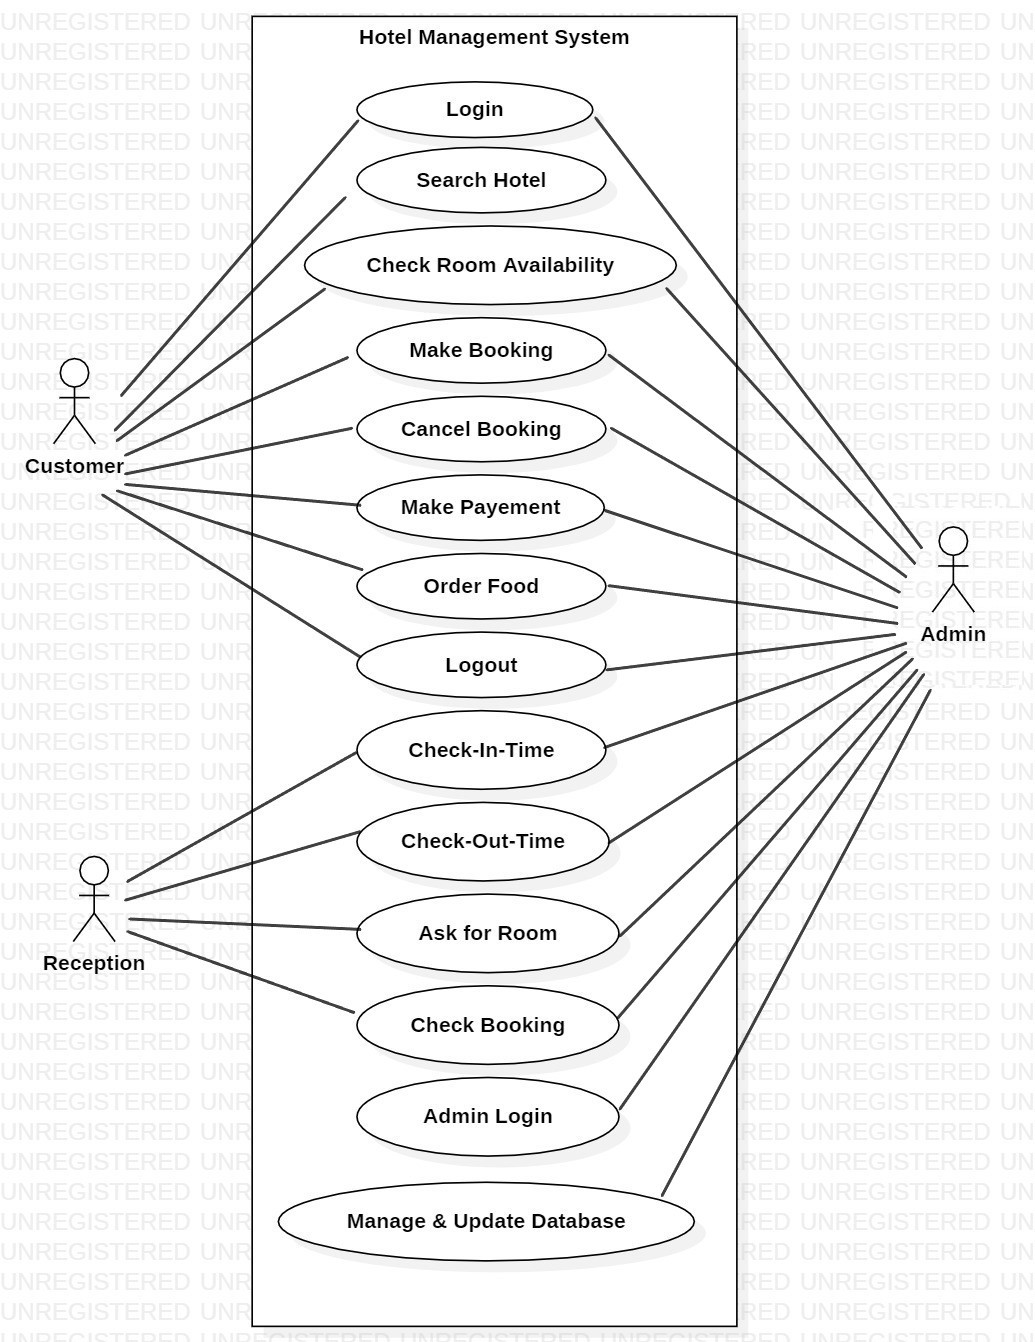 Hotel Management System
Login
Search Hotel
Check Room Availability
Make Booking
Cancel Booking
Customer
Make Payement
Order Food
Admin
Logout
Check-In-Time
Check-Out-Time
Ask for Room
Reception
Check Booking
Admin Login
Manage & Update Database
UNREGISTERED